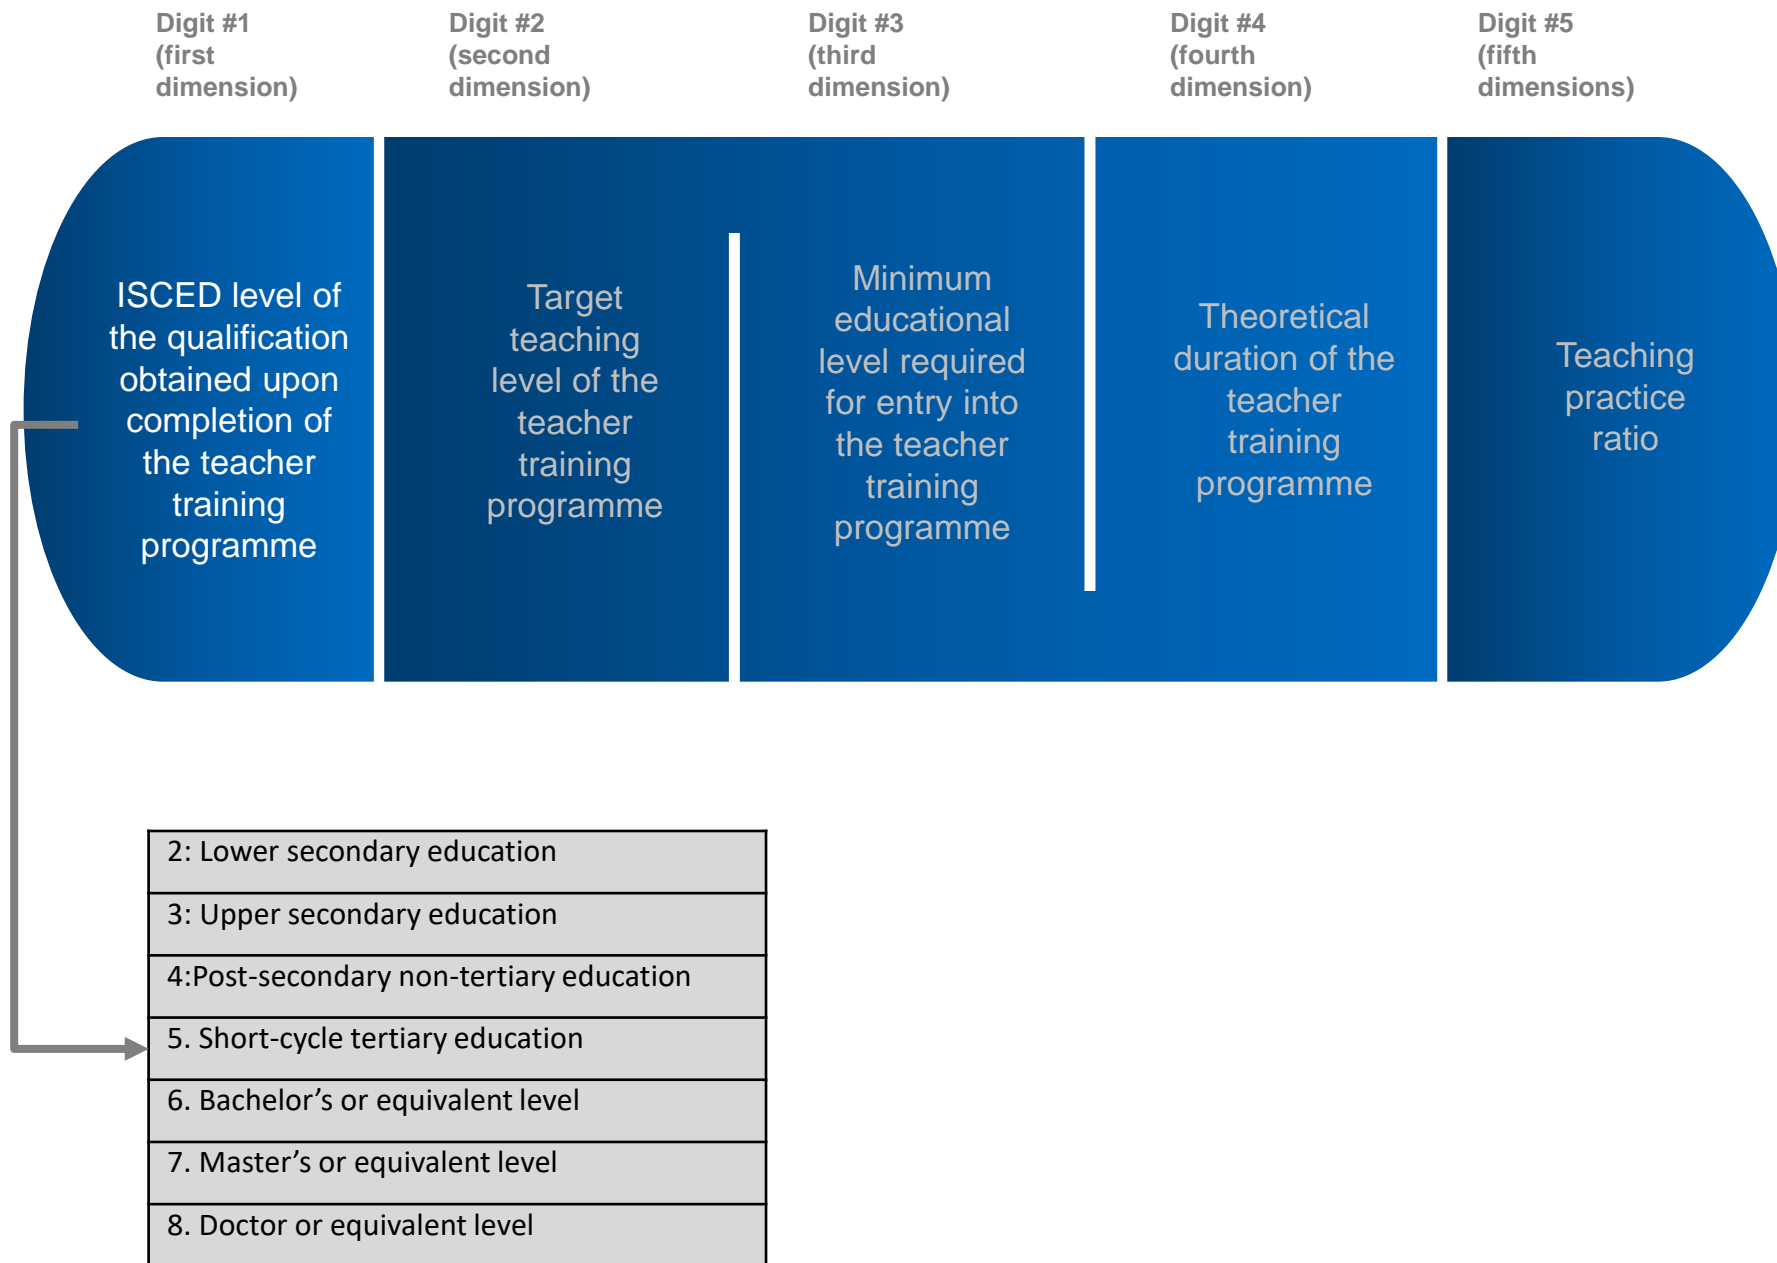 Digit #1
(first
dimension)
Digit #2
(second
dimension)
Digit #3
(third
dimension)
Digit #4
(fourth
dimension)
Digit #5
(fifth
dimensions)
ISCED level of
the qualification
obtained upon
completion of
the teacher
training
programme
Target
teaching
level of the
teacher
training
programme
Minimum
educational
level required
for entry into
the teacher
training
programme
Theoretical
duration of the
teacher
training
programme
Teaching
practice
ratio
2: Lower secondary education
3: Upper secondary education
4:Post-secondary non-tertiary education
5. Short-cycle tertiary education
6. Bachelor’s or equivalent level
7. Master’s or equivalent level
8. Doctor or equivalent level